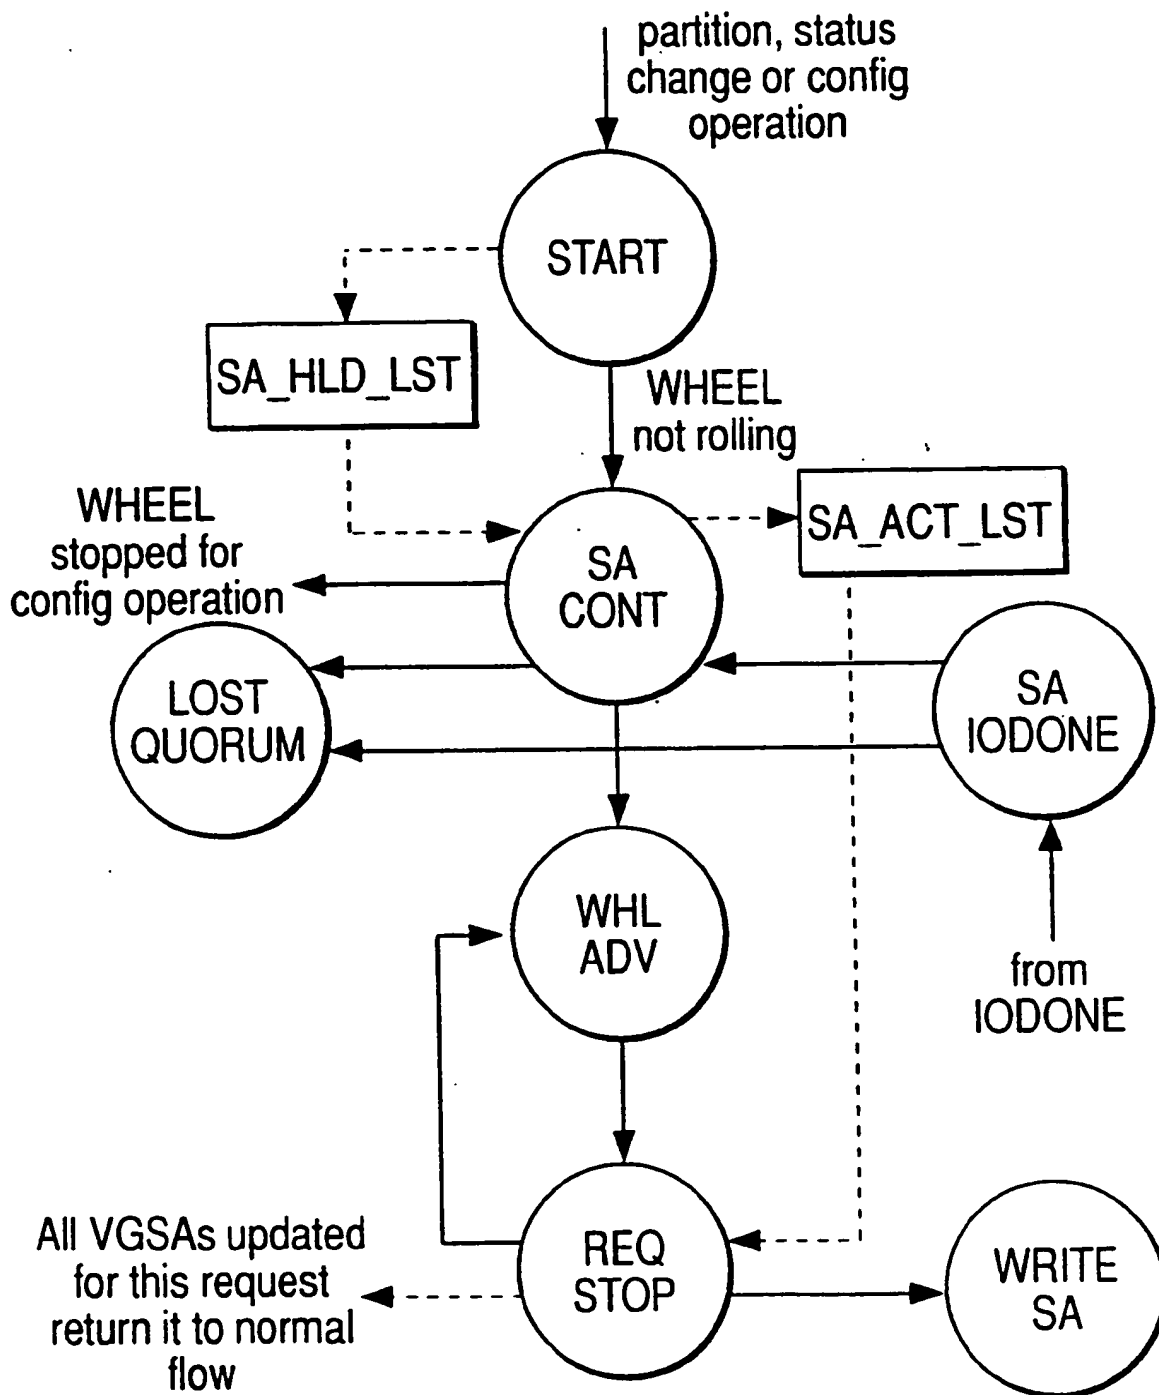 partition, status
change or config
operation
START
SA_HLD_LST
WHEEL
not rolling
WHEEL
stopped for
config operation
SA
CONT
SA_ACT_LST
LOST
QUORUM
SA
IODONE
WHL
ADV
from
IODONE
All VGSAs updated
for this request
return it to normal
flow
REQ
STOP
WRITE
SA